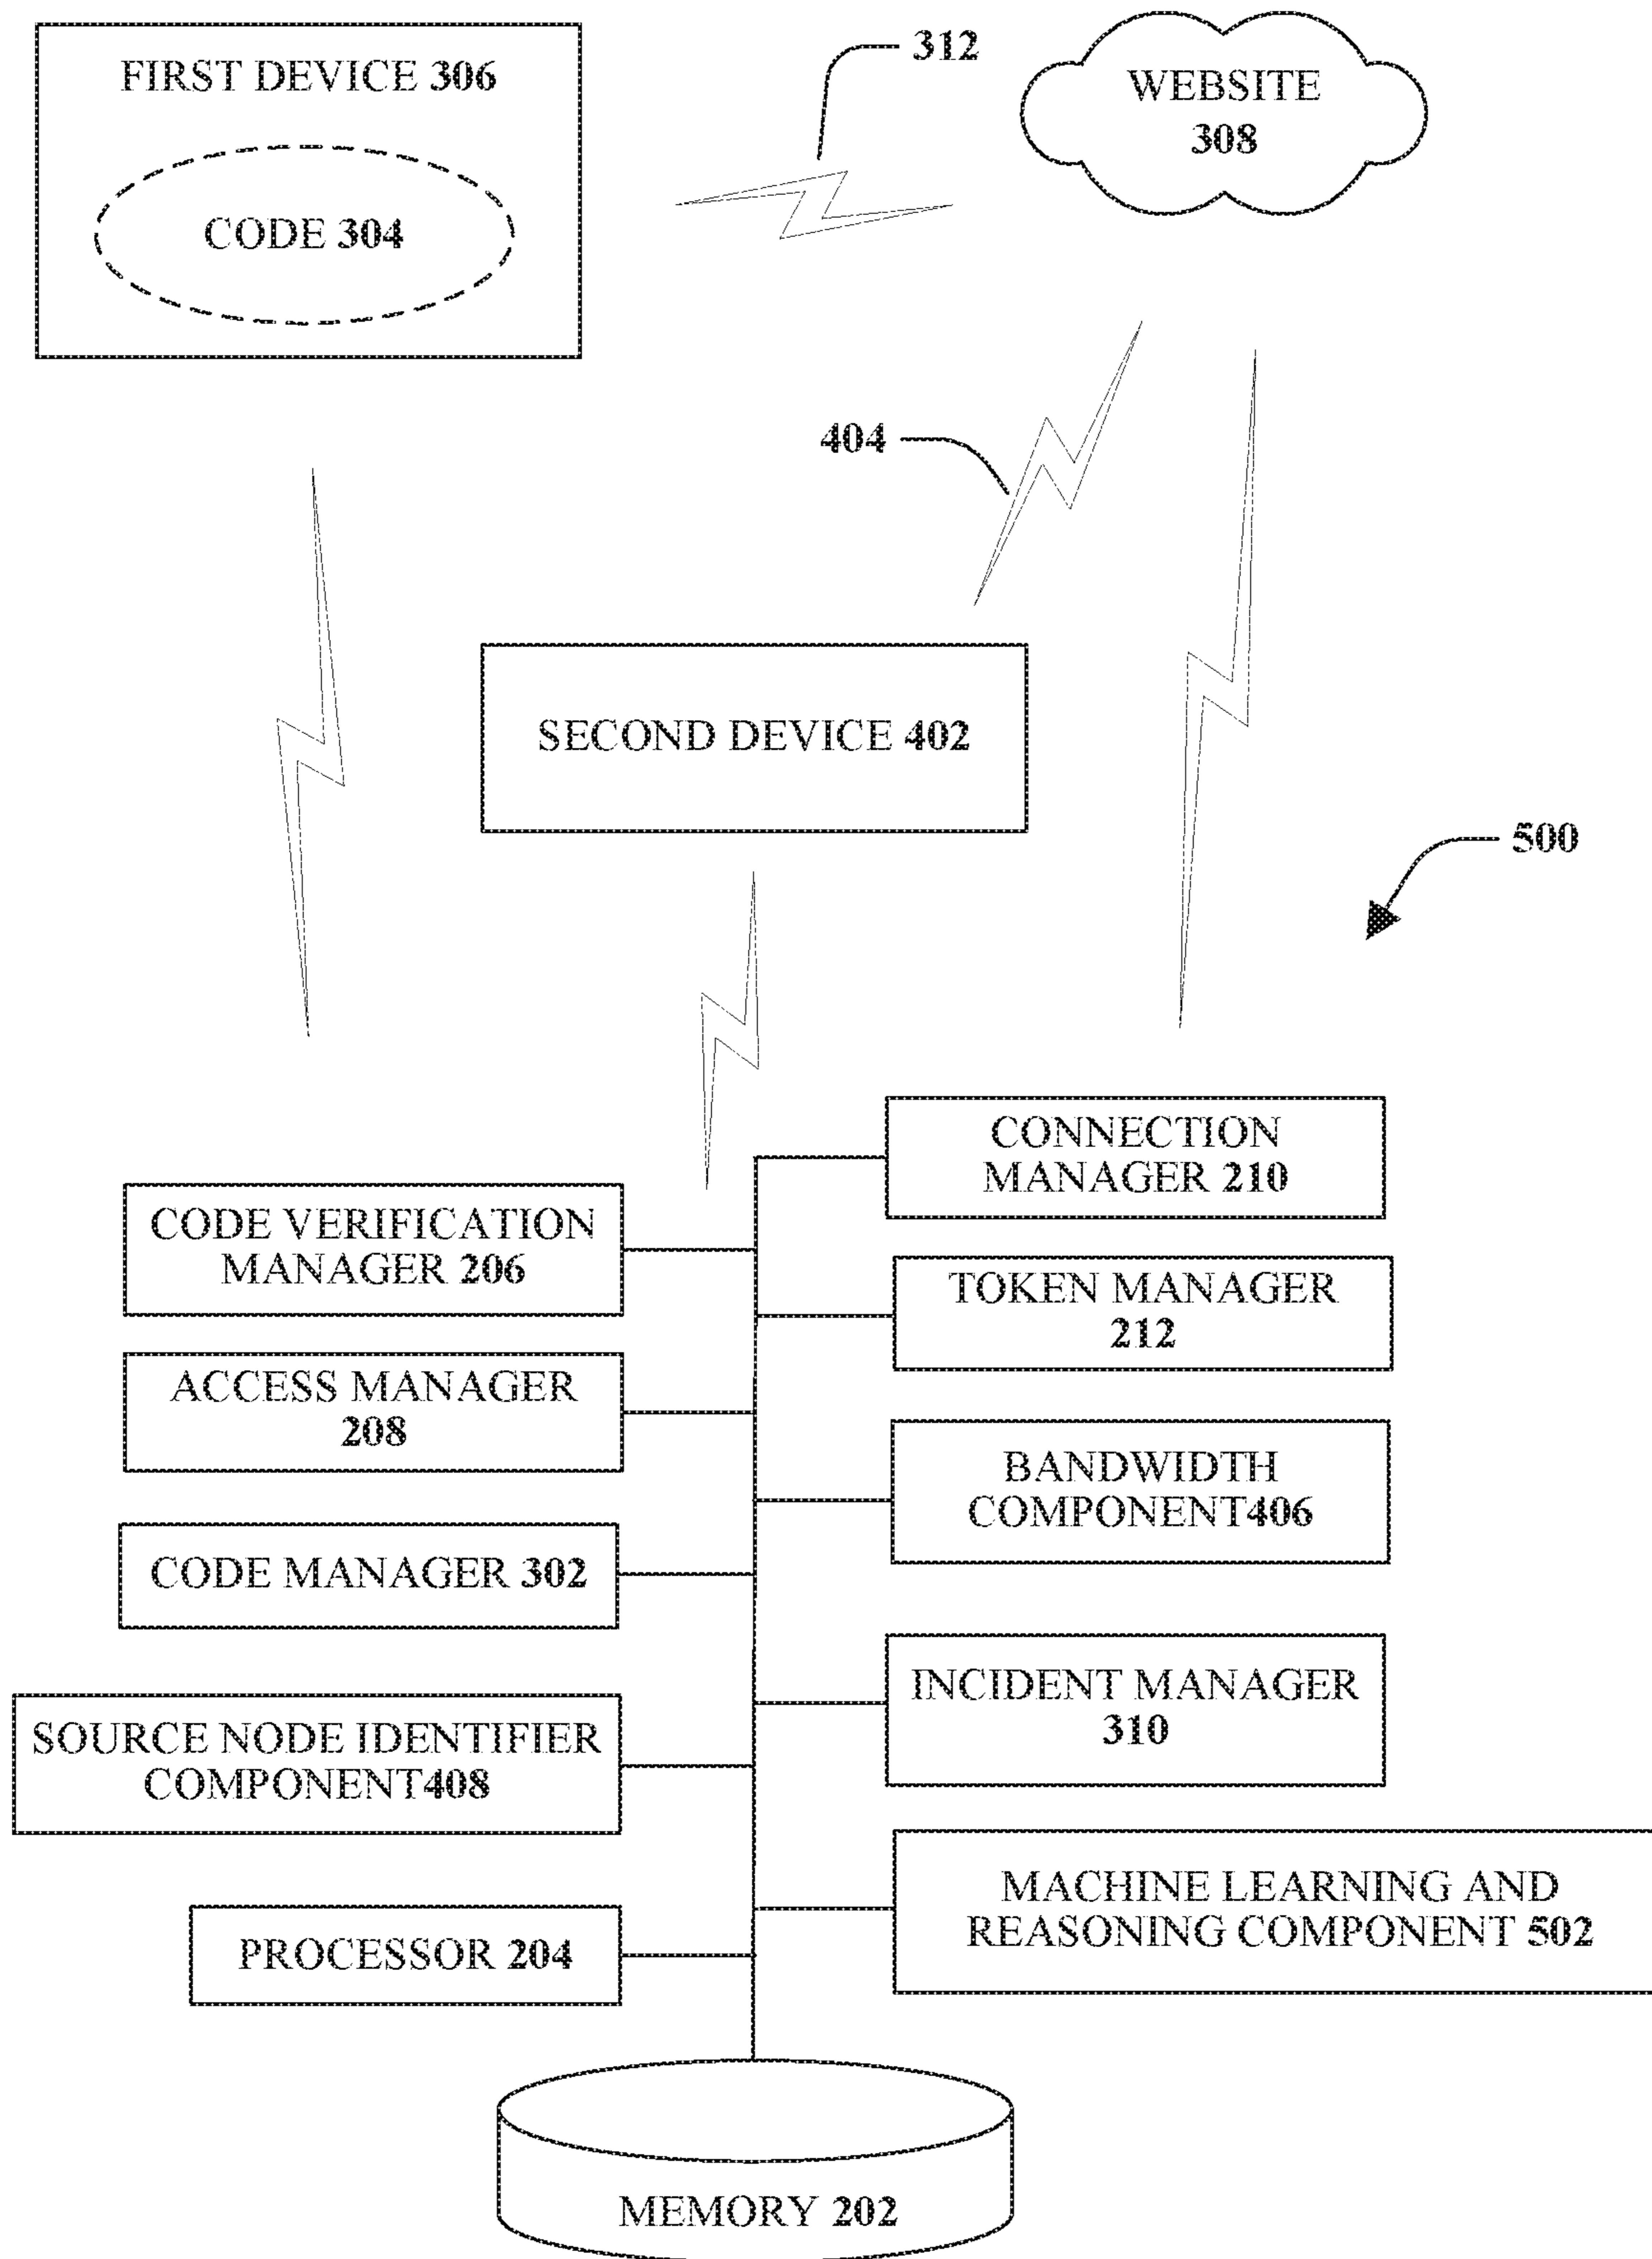 FIRST DEVICE 306
CODE 304
312
WEBSITE
308
404
SECOND DEVICE 402
500
CONNECTION
MANAGER 210
CODE VERIFICATION
MANAGER 206
TOKEN MANAGER
212
ACCESS MANAGER
208
BANDWIDTH
COMPONENT406
CODE MANAGER 302
INCIDENT MANAGER
310
SOURCE NODE IDENTIFIER
COMPONENT408
MACHINE LEARNING AND
REASONING COMPONENT 502
PROCESSOR 204
MEMORY 202